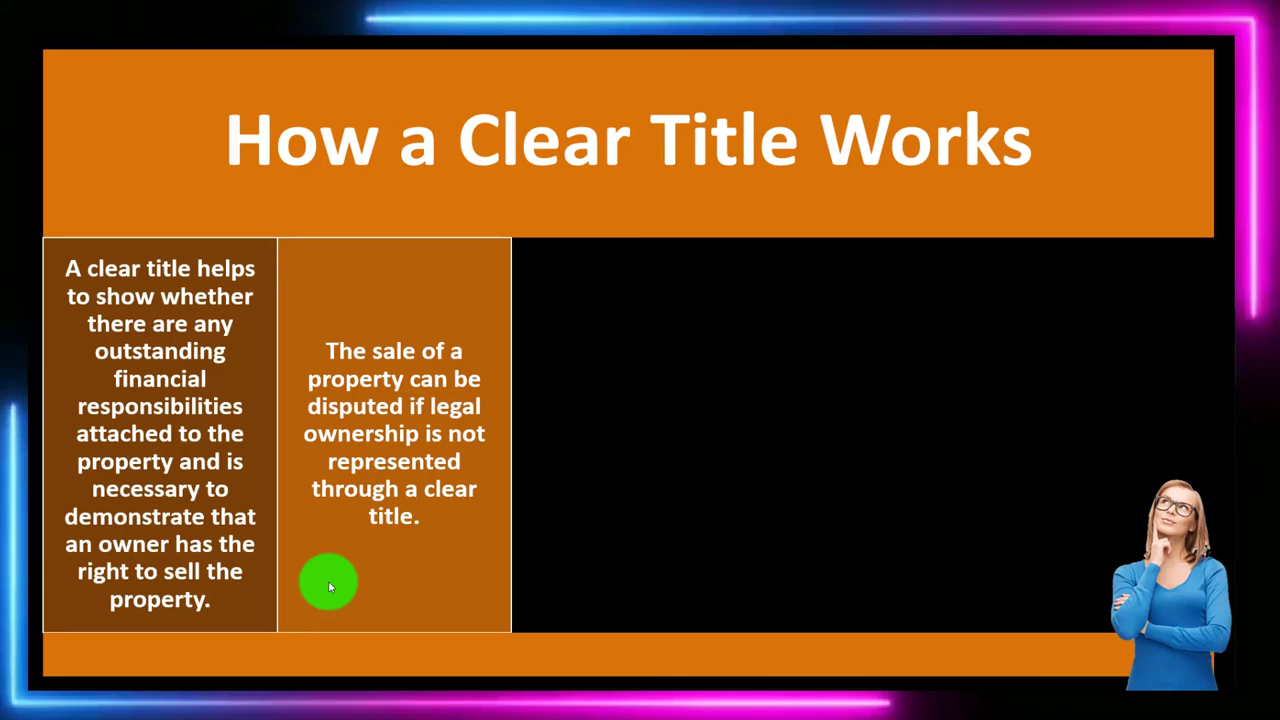 How a Clear Title Works
A clear title helps
to show whether
there are any
outstanding
financial
responsibilities
attached to the
property and is
necessary to
demonstrate that
an owner has the
right to sell the
property.
The sale of a
property can be
disputed if legal
ownership is not
represented
through a clear
title.